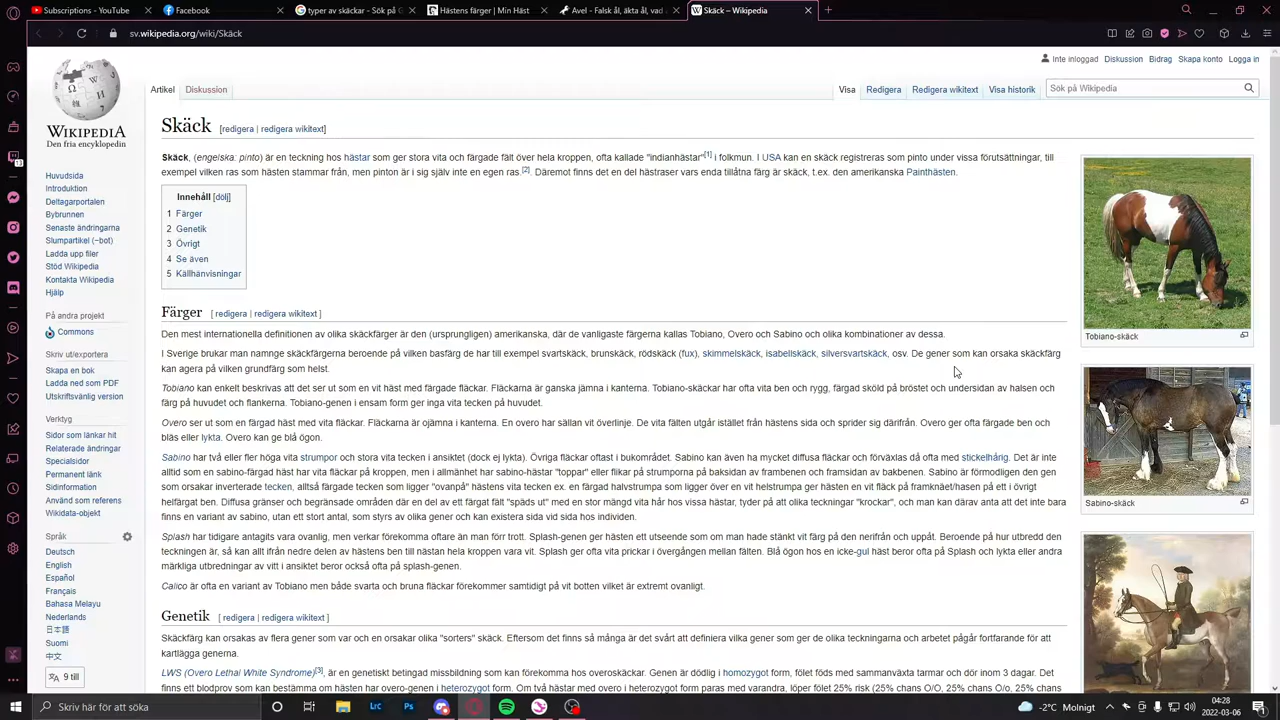 Subscriptions - YouTube
Facebook
typer av skäckar - Sök på G
Hästens färger | Min Häst
Avel - Falsk ål, äkta ål, vad
Skäck – Wikipedia
sv.wikipedia.org/wiki/Skäck
Inte inloggad Diskussion Bidrag Skapa konto Logga in
Artikel Diskussion
Visa Redigera Redigera wikitext Visa historik
Sök på Wikipedia
WIKIPEDIA
Den fria encyklopedin
Huvudsida
Introduktion
Deltagarportalen
Bybrunnen
Senaste ändringarna
Slumpartikel (–bot)
Ladda upp filer
Stöd Wikipedia
Kontakta Wikipedia
Hjälp
På andra projekt
Commons
Skriv ut/exportera
Skapa en bok
Ladda ned som PDF
Utskriftsvänlig version
Verktyg
Sidor som länkar hit
Relaterade ändringar
Specialsidor
Permanent länk
Sidinformation
Använd som referens
Wikidata-objekt
Språk
Deutsch
English
Español
Français
Bahasa Melayu
Nederlands
日本語
Suomi
中文
9 till
Skäck [redigera | redigera wikitext]
Skäck, (engelska: pinto) är en teckning hos hästar som ger stora vita och färgade fält över hela kroppen, ofta kallade "indianhästar"[1] i folkmun. I USA kan en skäck registreras som pinto under vissa förutsättningar, till
exempel vilken ras som hästen stammar från, men pinton är i sig själv inte en egen ras.[2]. Däremot finns det en del hästraser vars enda tillåtna färg är skäck, t.ex. den amerikanska Painthästen.
Innehåll [dölj]
1 Färger
2 Genetik
3 Övrigt
4 Se även
5 Källhänvisningar
Färger [ redigera | redigera wikitext ]
Den mest internationella definitionen av olika skäckfärger är den (ursprungligen) amerikanska, där de vanligaste färgerna kallas Tobiano, Overo och Sabino och olika kombinationer av dessa.
I Sverige brukar man namnge skäckfärgerna beroende på vilken basfärg de har till exempel svartskäck, brunskäck, rödskäck (fux), skimmelskäck, isabellskäck, silversvartskäck, osv. De gener som kan orsaka skäckfärg
kan agera på vilken grundfärg som helst.
Tobiano kan enkelt beskrivas att det ser ut som en vit häst med färgade fläckar. Fläckarna är ganska jämna i kanterna. Tobiano-skäckar har ofta vita ben och rygg, färgad sköld på bröstet och undersidan av halsen och
färg på huvudet och flankerna. Tobiano-genen i ensam form ger inga vita tecken på huvudet.
Overo ser ut som en färgad häst med vita fläckar. Fläckarna är ojämna i kanterna. En overo har sällan vit överlinje. De vita fälten utgår istället från hästens sida och sprider sig därifrån. Overo ger ofta färgade ben och
bläs eller lykta. Overo kan ge blå ögon.
Sabino har två eller fler höga vita strumpor och stora vita tecken i ansiktet (dock ej lykta). Övriga fläckar oftast i bukområdet. Sabino kan även ha mycket diffusa fläckar och förväxlas då ofta med stickelhårig. Det är inte
alltid som en sabino-färgad häst har vita fläckar på kroppen, men i allmänhet har sabino-hästar "toppar" eller flikar på strumporna på baksidan av frambenen och framsidan av bakbenen. Sabino är förmodligen den gen
som orsakar inverterade tecken, alltså färgade tecken som ligger "ovanpå" hästens vita tecken ex. en färgad halvstrumpa som ligger över en vit helstrumpa ger hästen en vit fläck på framknäet/hasen på ett i övrigt
helfärgat ben. Diffusa gränser och begränsade områden där en del av ett färgat fält "späds ut" med en stor mängd vita hår hos vissa hästar, tyder på att olika teckningar "krockar", och man kan därav anta att det inte bara
finns en variant av sabino, utan ett stort antal, som styrs av olika gener och kan existera sida vid sida hos individen.
Splash har tidigare antagits vara ovanlig, men verkar förekomma oftare än man förr trott. Splash-genen ger hästen ett utseende som om man hade stänkt vit färg på den nerifrån och uppåt. Beroende på hur utbredd den
teckningen är, så kan allt ifrån nedre delen av hästens ben till nästan hela kroppen vara vit. Splash ger ofta vita prickar i övergången mellan fälten. Blå ögon hos en icke-gul häst beror ofta på Splash och lykta eller andra
märkliga utbredningar av vitt i ansiktet beror också ofta på splash-genen.
Calico är ofta en variant av Tobiano men både svarta och bruna fläckar förekommer samtidigt på vit botten vilket är extremt ovanligt.
Genetik [ redigera | redigera wikitext ]
Skäckfärg kan orsakas av flera gener som var och en orsakar olika "sorters" skäck. Eftersom det finns så många är det svårt att definiera vilka gener som ger de olika teckningarna och arbetet pågår fortfarande för att
kartlägga generna.
LWS (Overo Lethal White Syndrome)[3], är en genetiskt betingad missbildning som kan förekomma hos overoskäckar. Genen är dödlig i homozygot form, fölet föds med sammanväxta tarmar och dör inom 3 dagar. Det
finns ett blodprov som kan bestämma om hästen har overo-genen i heterozygot form. Om två hästar med overo i heterozygot form paras med varandra, löper fölet 25% risk (25% chans O/O, 25% chans O/o, 25% chans
Tobiano-skäck
Sabino-skäck
Skriv här för att söka
Lrc
Ps
-2°C Molnigt
04:28
2022-03-06